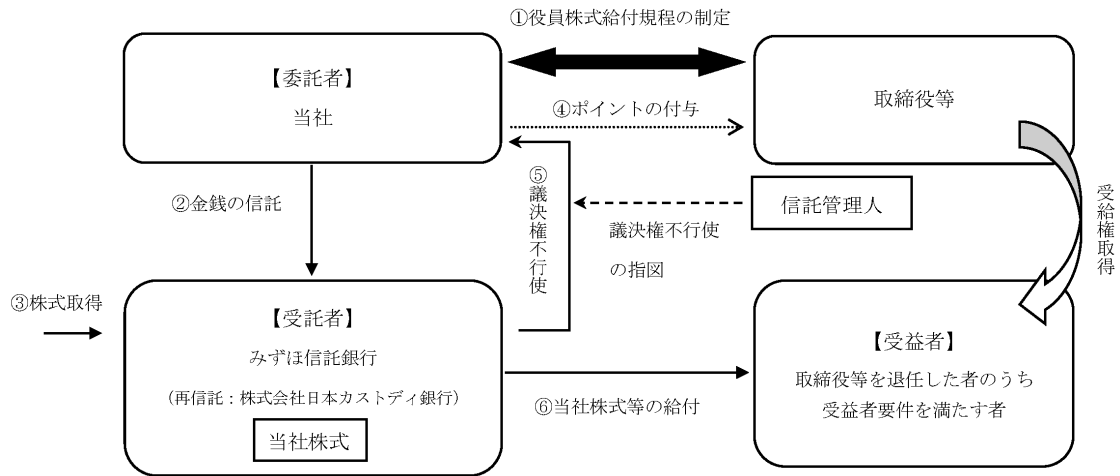 ①役員株式給付規程の制定
【委託者】
当社
取締役等
④ポイントの付与
②金銭の信託
⑤議決権不行使
信託管理人
議決権不行使
の指図
受給権取得
③株式取得
【受託者】
みずほ信託銀行
（再信託：株式会社日本カストディ銀行）
当社株式
【受益者】
取締役等を退任した者のうち
受益者要件を満たす者
⑥当社株式等の給付